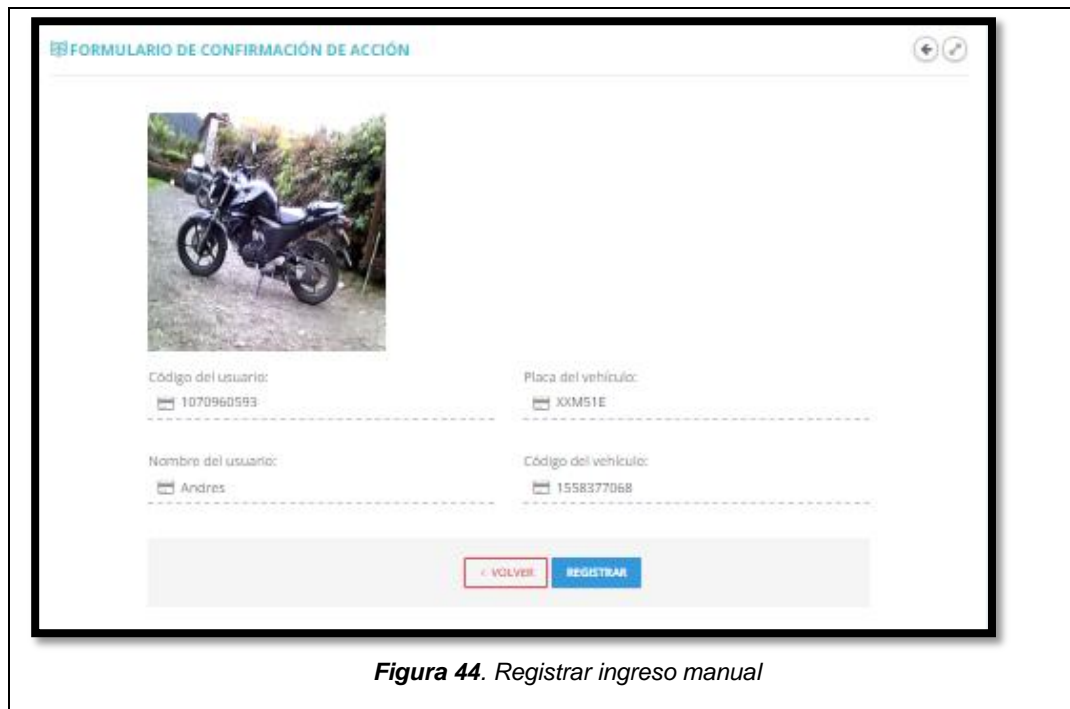 FORMULARIO DE CONFIRMACIÓN DE ACCIÓN
Código del usuario:
1070960593
Placa del vehículo:
XXM51E
Nombre del usuario:
Andres
Código del vehículo:
1558377068
< VOLVER
REGISTRAR
Figura 44. Registrar ingreso manual